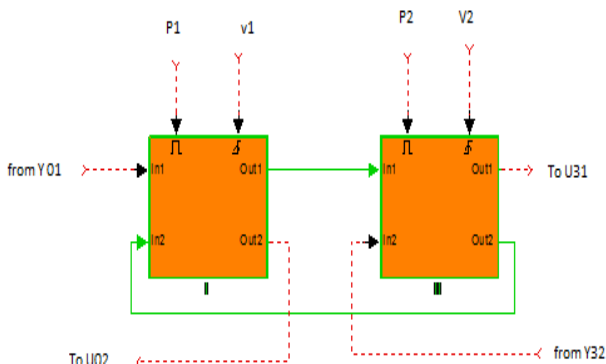 P1 v1 P2 V2
from Y01 In1 Out1 In1 Out1 To U31
In2 Out2 In2 Out2
II III
To U02 from Y32